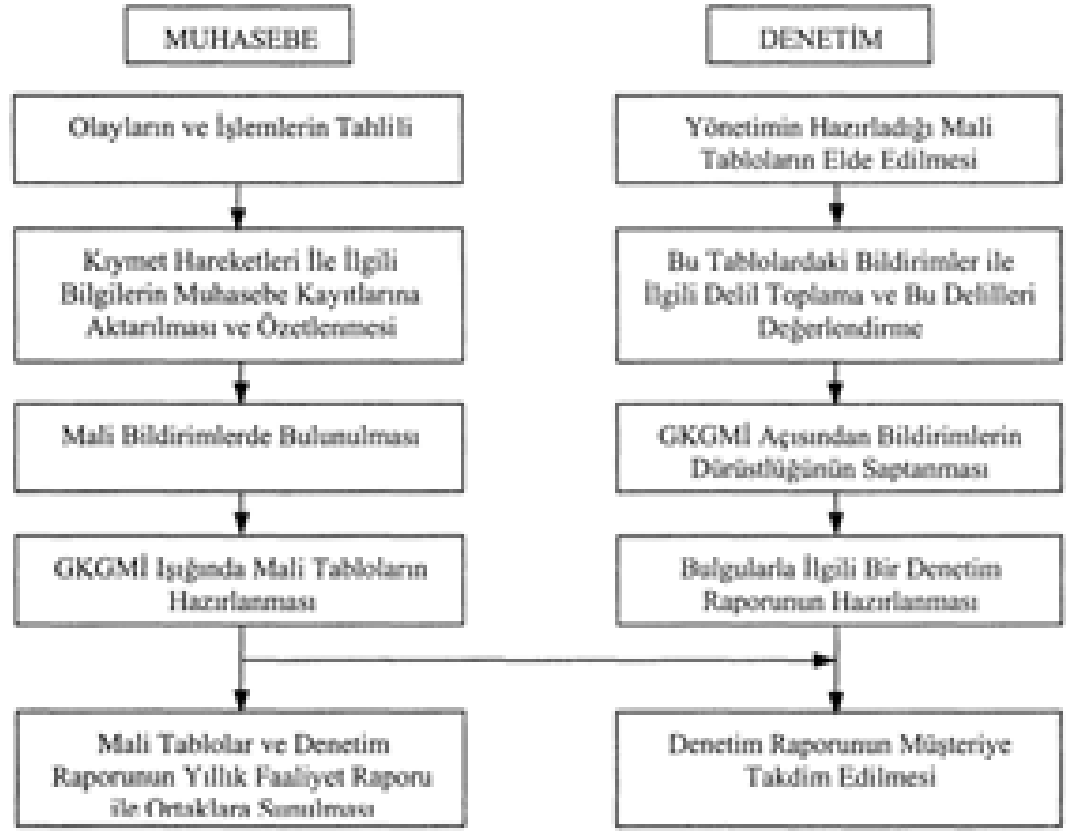 MUHASEBE
Olayların ve İşlemlerin Tahlili
Kıymet Hareketleri İle İlgili
Bilgilerin Muhasebe Kayıtlarına
Aktarılması ve Özetlenmesi
Mali Bildirimlerde Bulunulması
GKGMİ Işığında Mali Tabloların
Hazırlanması
Mali Tablolar ve Denetim
Raporunun Yıllık Faaliyet Raporu
ile Ortaklara Sunulması
DENETİM
Yönetimin Hazırladığı Mali
Tabloların Elde Edilmesi
Bu Tablolardaki Bildirimler ile
İlgili Delil Toplama ve Bu Delilleri
Değerlendirme
GKGMİ Açısından Bildirimlerin
Dürüstlüğünün Saptanması
Bulgularla İlgili Bir Denetim
Raporunun Hazırlanması
Denetim Raporunun Müşteriye
Takdim Edilmesi